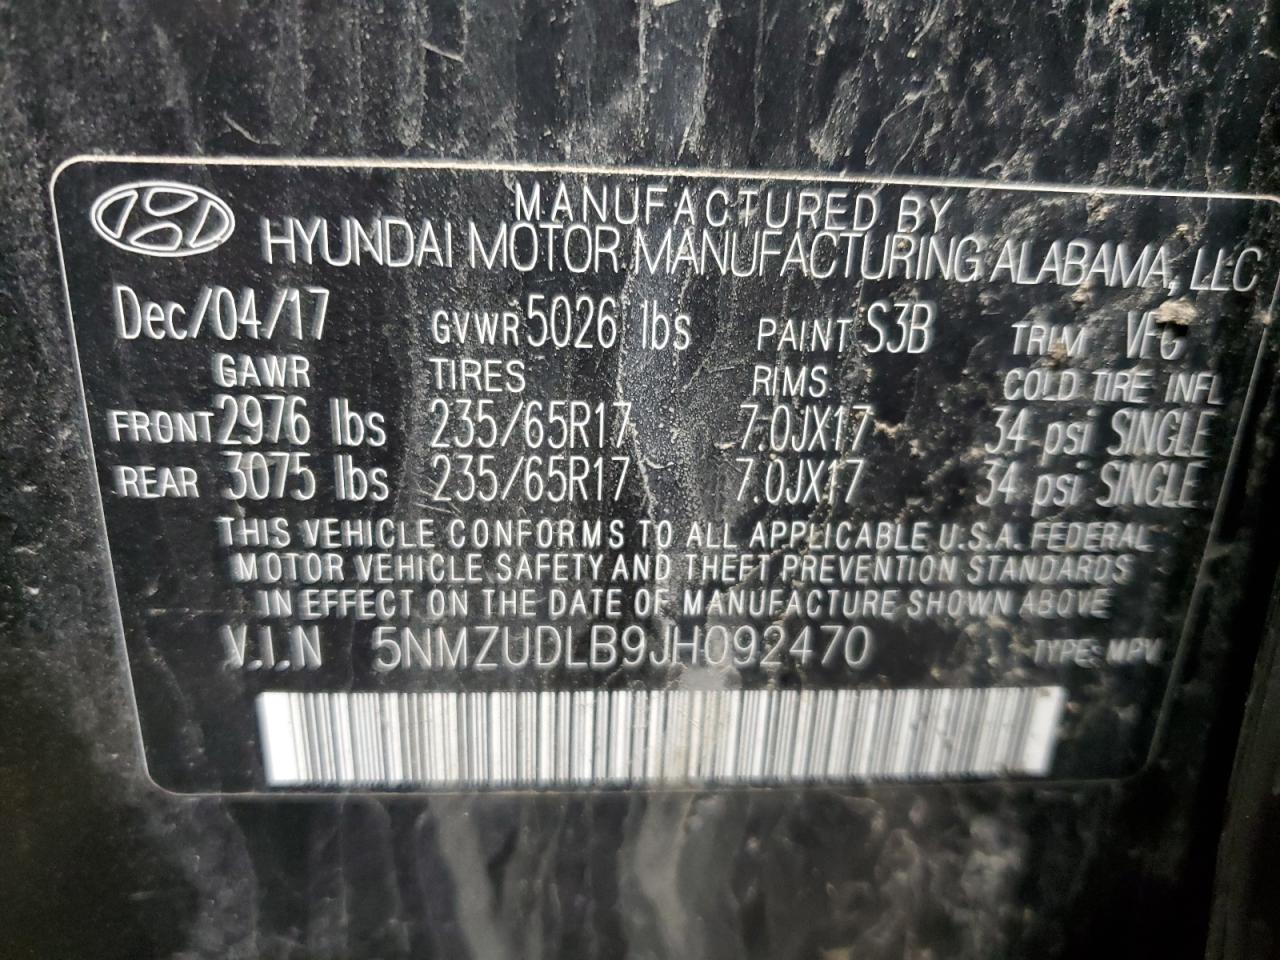 MANUFACTURED BY
HYUNDAI MOTOR MANUFACTURING ALABAMA, LLC
Dec/04/17 GVWR 5026 lbs PAINT S3B TRIM
GAWR TIRES RIMS COLD TIRE INFL
FRONT 2976 lbs 235/65R17 7.0JX17 34 psi SINGLE
REAR 3075 lbs 235/65R17 7.0JX17 34 psi SINGLE
THIS VEHICLE CONFORMS TO ALL APPLICABLE U.S.A. FEDERAL
MOTOR VEHICLE SAFETY AND THEFT PREVENTION STANDARDS
IN EFFECT ON THE DATE OF MANUFACTURE SHOWN ABOVE
V.I.N 5NMZUDLB9JH092470 TYPE: MPV